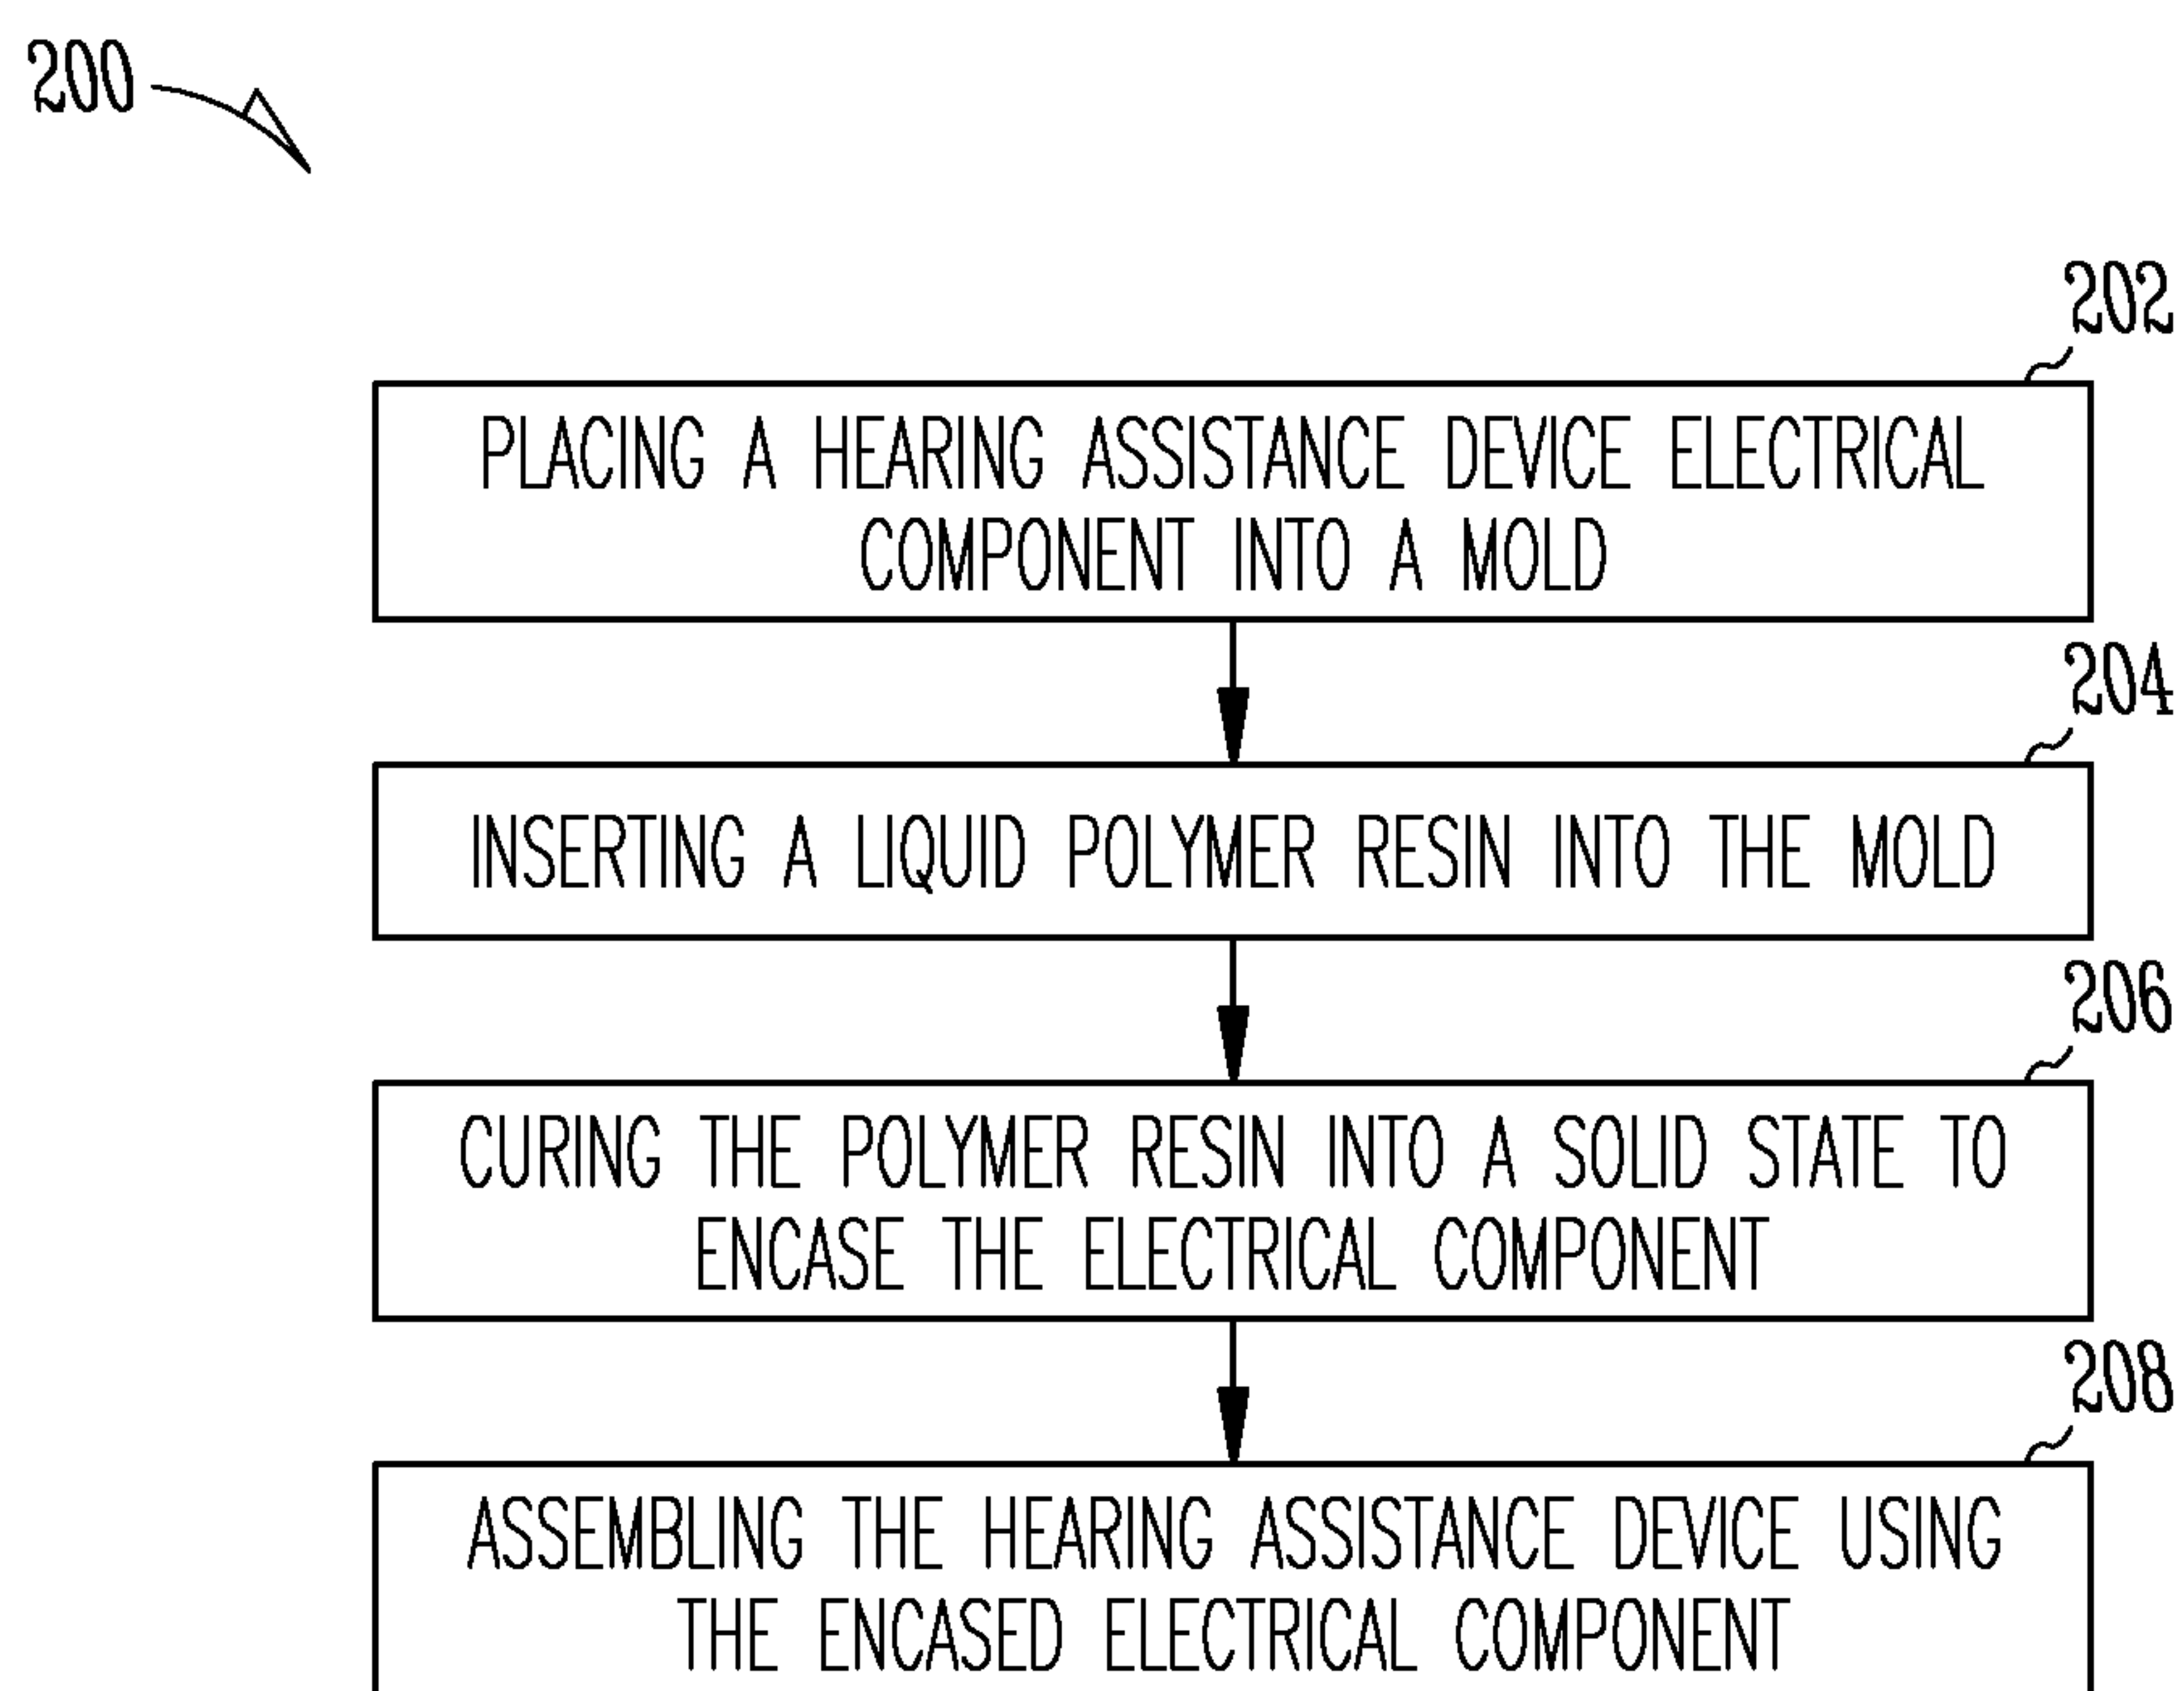 200
202
PLACING A HEARING ASSISTANCE DEVICE ELECTRICAL
COMPONENT INTO A MOLD
204
INSERTING A LIQUID POLYMER RESIN INTO THE MOLD
206
CURING THE POLYMER RESIN INTO A SOLID STATE TO
ENCASE THE ELECTRICAL COMPONENT
208
ASSEMBLING THE HEARING ASSISTANCE DEVICE USING
THE ENCASED ELECTRICAL COMPONENT